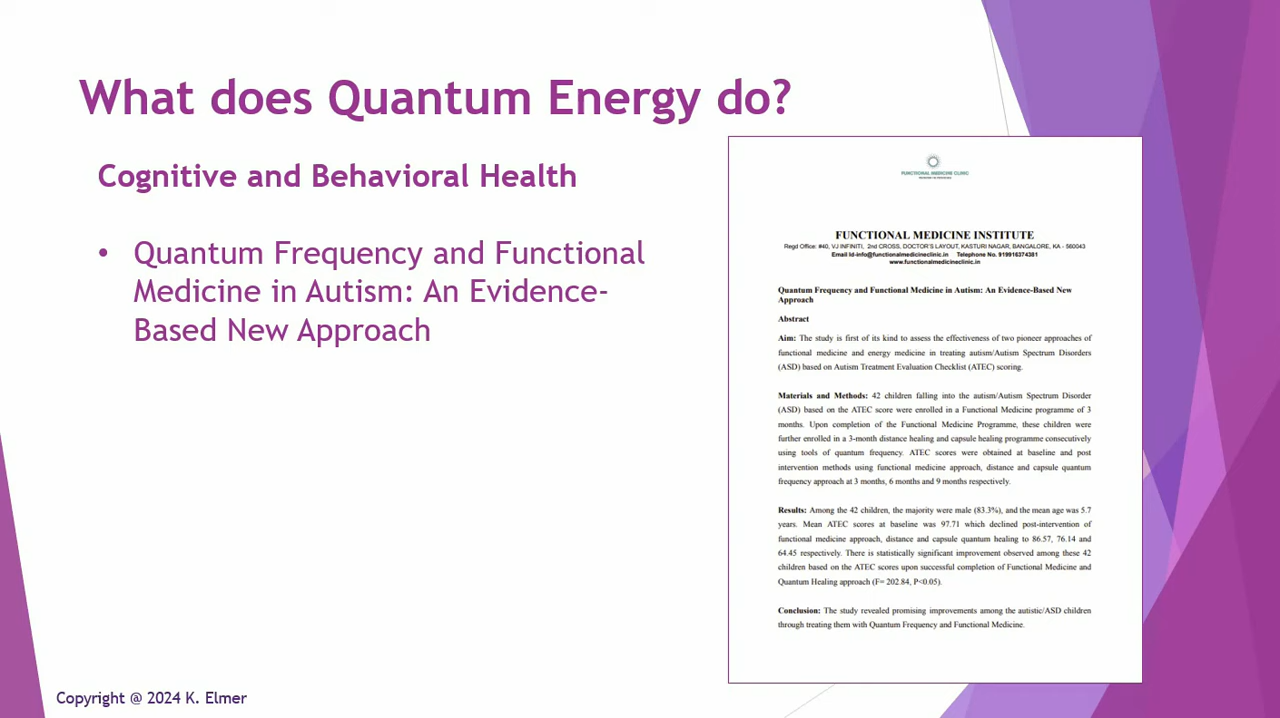 What does Quantum Energy do?
Cognitive and Behavioral Health
• Quantum Frequency and Functional
Medicine in Autism: An Evidence-
Based New Approach
FUNCTIONAL MEDICINE CLINIC
FUNCTIONAL MEDICINE INSTITUTE
Regd Office: #40, VJ INFINITI, 2nd CROSS, DOCTOR'S LAYOUT, KASTURI NAGAR, BANGALORE, KA - 560043
Email Id-info@functionalmedicineclinic.in Telephone No. 919916374381
www.functionalmedicineclinic.in
Quantum Frequency and Functional Medicine in Autism: An Evidence-Based New
Approach
Abstract
Aim: The study is first of its kind to assess the effectiveness of two pioneer approaches of
functional medicine and energy medicine in treating autism/Autism Spectrum Disorders
(ASD) based on Autism Treatment Evaluation Checklist (ATEC) scoring.
Materials and Methods: 42 children falling into the autism/Autism Spectrum Disorder
(ASD) based on the ATEC score were enrolled in a Functional Medicine programme of 3
months. Upon completion of the Functional Medicine Programme, these children were
further enrolled in a 3-month distance healing and capsule healing programme consecutively
using tools of quantum frequency. ATEC scores were obtained at baseline and post
intervention methods using functional medicine approach, distance and capsule quantum
frequency approach at 3 months, 6 months and 9 months respectively.
Results: Among the 42 children, the majority were male (83.3%), and the mean age was 5.7
years. Mean ATEC scores at baseline was 97.71 which declined post-intervention of
functional medicine approach, distance and capsule quantum healing to 86.57, 76.14 and
64.45 respectively. There is statistically significant improvement observed among these 42
children based on the ATEC scores upon successful completion of Functional Medicine and
Quantum Healing approach (F= 202.84, P<0.05).
Conclusion: The study revealed promising improvements among the autistic/ASD children
through treating them with Quantum Frequency and Functional Medicine.
Copyright @ 2024 K. Elmer